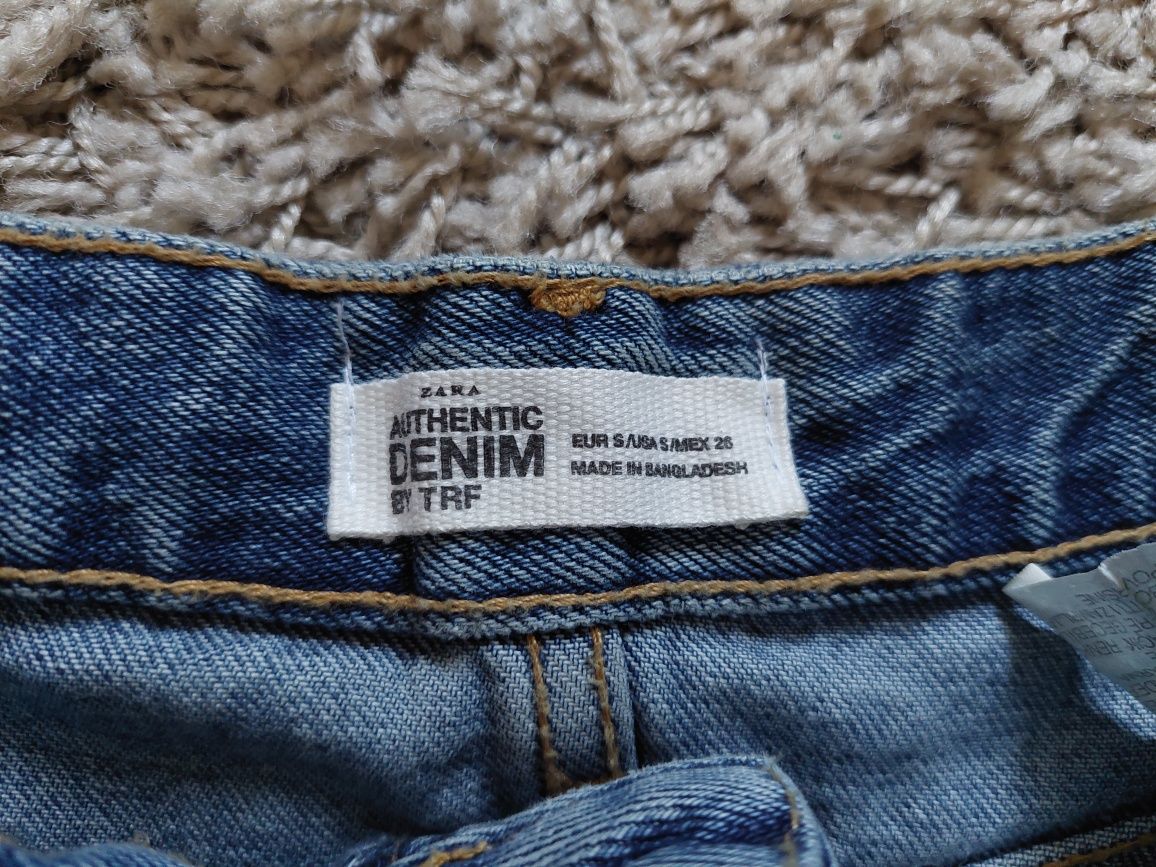 ZARA
AUTHENTIC
DENIM
BY TRF
EUR S/USA S/MEX 26
MADE IN BANGLADESH